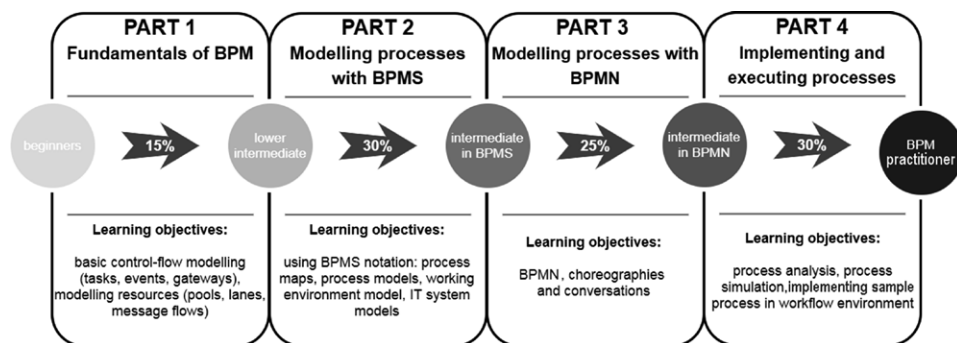 PART 1
Fundamentals of BPM
beginners
15%
Learning objectives:
basic control-flow modelling
(tasks, events, gateways),
modelling resources (pools, lanes,
message flows)
PART 2
Modelling processes
with BPMS
lower
intermediate
30%
Learning objectives:
using BPMS notation: process
maps, process models, working
environment model, IT system
models
PART 3
Modelling processes with
BPMN
intermediate
in BPMS
25%
Learning objectives:
BPMN, choreographies
and conversations
PART 4
Implementing and
executing processes
intermediate
in BPMN
30%
BPM
practitioner
Learning objectives:
process analysis, process
simulation,implementing sample
process in workflow environment